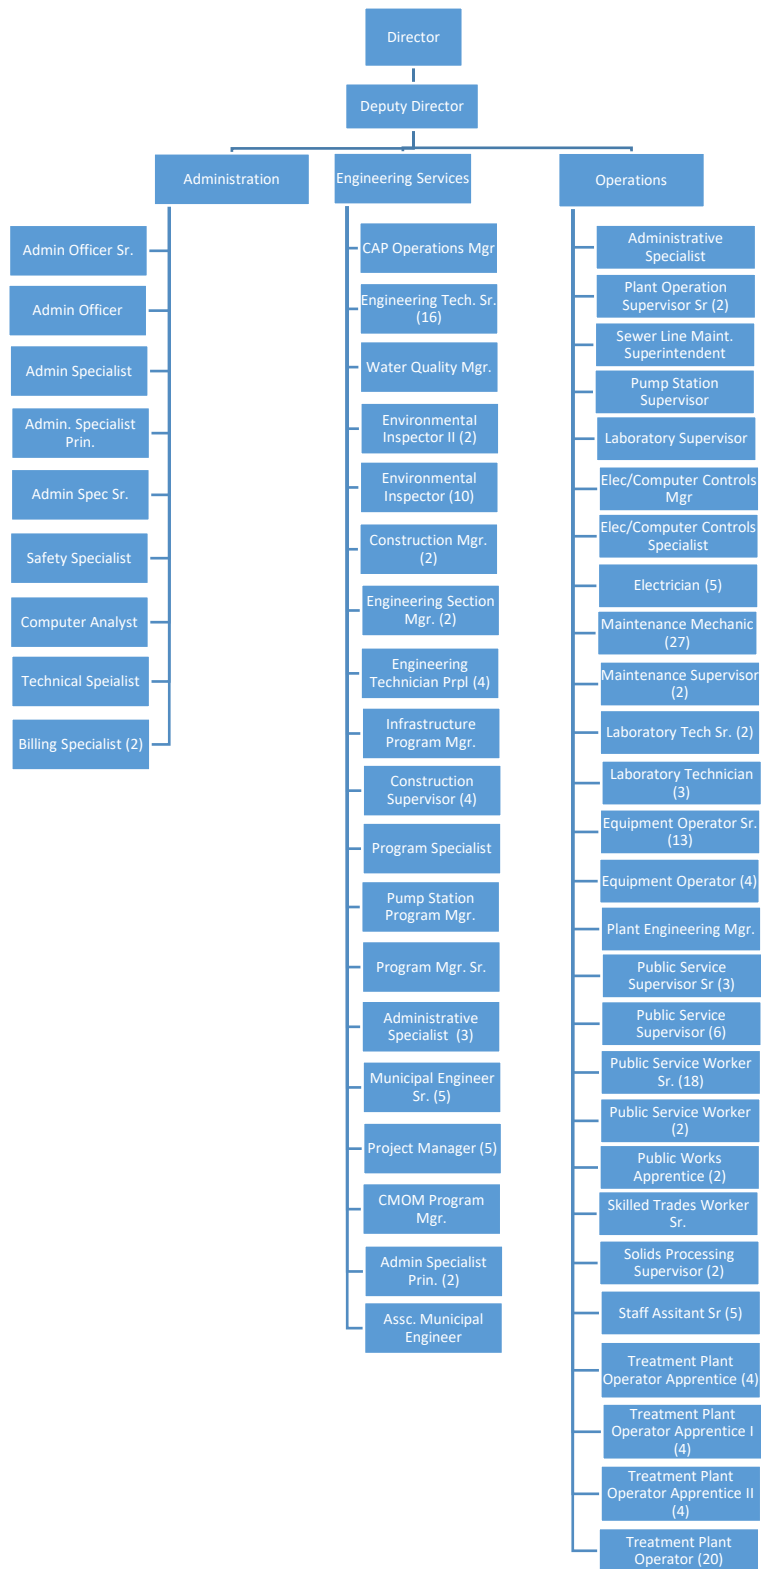 Director
Deputy Director
Administration
Engineering Services
Operations
Admin Officer Sr.
Admin Officer
Admin Specialist
Admin. Specialist
Prin.
Admin Spec Sr.
Safety Specialist
Computer Analyst
Technical Speialist
Billing Specialist (2)
CAP Operations Mgr
Engineering Tech. Sr.
(16)
Water Quality Mgr.
Environmental
Inspector II (2)
Environmental
Inspector (10)
Construction Mgr.
(2)
Engineering Section
Mgr. (2)
Engineering
Technician Prpl (4)
Infrastructure
Program Mgr.
Construction
Supervisor (4)
Program Specialist
Pump Station
Program Mgr.
Program Mgr. Sr.
Administrative
Specialist (3)
Municipal Engineer
Sr. (5)
Project Manager (5)
CMOM Program
Mgr.
Admin Specialist
Prin. (2)
Assc. Municipal
Engineer
Administrative
Specialist
Plant Operation
Supervisor Sr (2)
Sewer Line Maint.
Superintendent
Pump Station
Supervisor
Laboratory Supervisor
Elec/Computer Controls
Mgr
Elec/Computer Controls
Specialist
Electrician (5)
Maintenance Mechanic
(27)
Maintenance Supervisor
(2)
Laboratory Tech Sr. (2)
Laboratory Technician
(3)
Equipment Operator Sr.
(13)
Equipment Operator (4)
Plant Engineering Mgr.
Public Service
Supervisor Sr (3)
Public Service
Supervisor (6)
Public Service Worker
Sr. (18)
Public Service Worker
(2)
Public Works
Apprentice (2)
Skilled Trades Worker
Sr.
Solids Processing
Supervisor (2)
Staff Assitant Sr (5)
Treatment Plant
Operator Apprentice (4)
Treatment Plant
Operator Apprentice I
(4)
Treatment Plant
Operator Apprentice II
(4)
Treatment Plant
Operator (20)